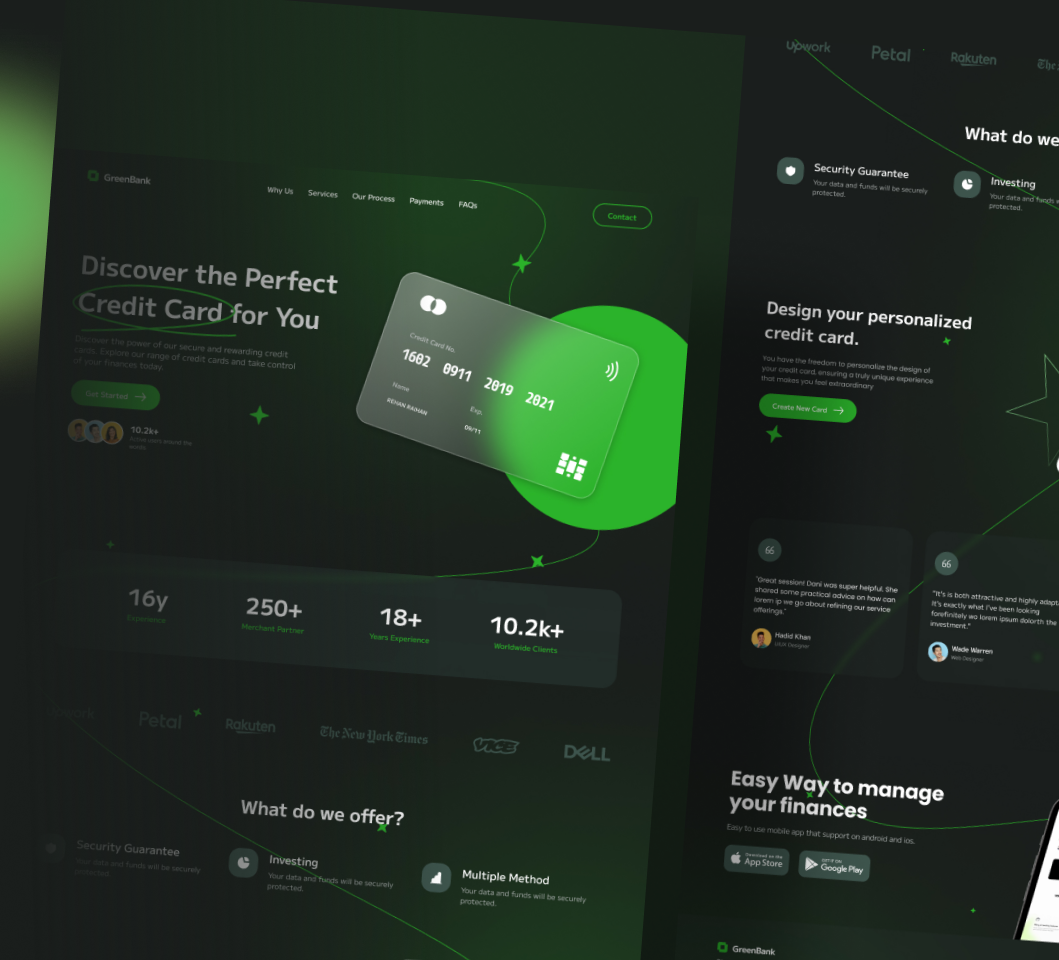 GreenBank
Why Us
Services
Our Process
Payments
FAQs
Contact
Discover the Perfect
Credit Card for You
Discover the power of our secure and rewarding credit
cards. Explore our range of credit cards and take control
of your finances today.
Get Started
10.2k+
Active users around the
world
Credit Card No.
1602 0911 2019 2021
Name
REHAN RAIHAN
Exp.
09/11
16y
Experience
250+
Merchant Partner
18+
Years Experience
10.2k+
Worldwide Clients
Upwork
Petal
Rakuten
The New York Times
VICE
DELL
What do we offer?
Security Guarantee
Your data and funds will be securely
protected.
Investing
Your data and funds will be securely
protected.
Multiple Method
Your data and funds will be securely
protected.
Upwork
Petal
Rakuten
The
What do we
Security Guarantee
Your data and funds will be securely
protected.
Investing
Your data and funds
protected.
Design your personalized
credit card.
You have the freedom to personalize the design of
your credit card, ensuring a truly unique experience
that makes you feel extraordinary
Create New Card
"Great session! Dani was super helpful. She
shared some practical advice on how can
lorem ip we go about refining our service
offerings."
Hadid Khan
UI/UX Designer
"It's is both attractive and highly adapt
It's exactly what I've been looking
forefinitely wo lorem ipsum dolorth the
investment."
Wade Warren
Web Designer
Easy Way to manage
your finances
Easy to use mobile app that support on android and ios.
Download on the
App Store
GET IT ON
Google Play
GreenBank